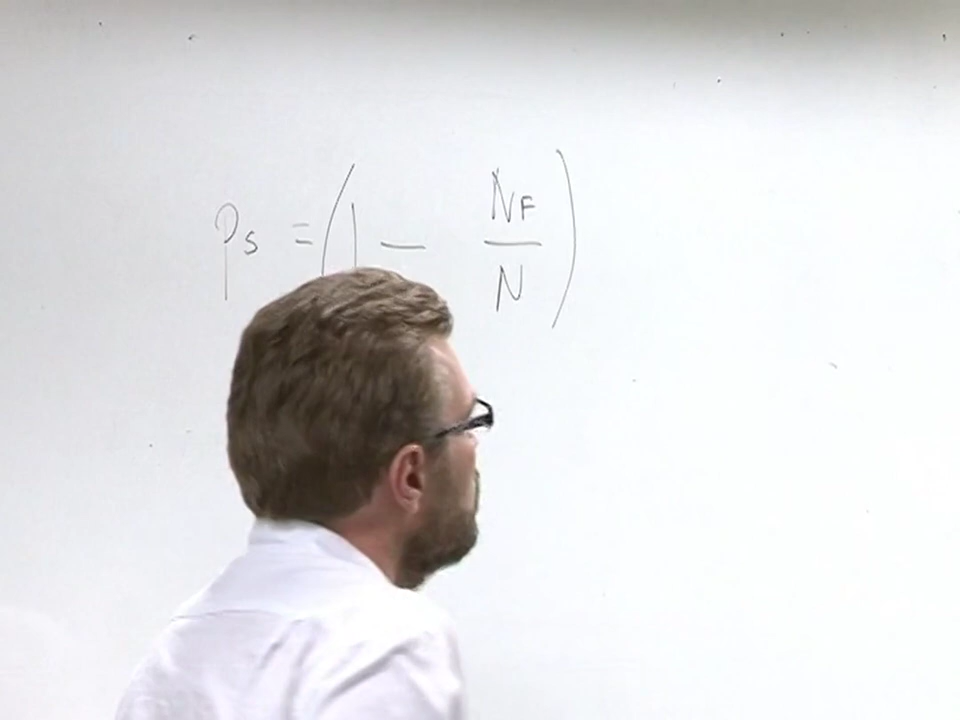 Ps = (1 - NF/N)